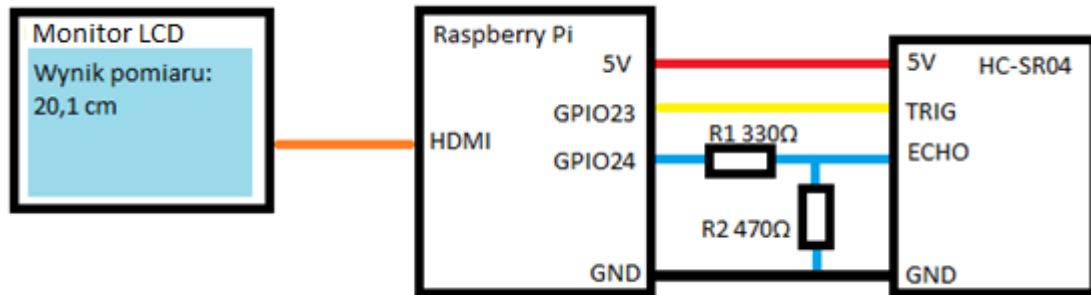 Monitor LCD
Wynik pomiaru:
20,1 cm
Raspberry Pi
5V
GPIO23
HDMI
GPIO24
GND
R1 330Ω
R2 470Ω
5V
HC-SR04
TRIG
ECHO
GND